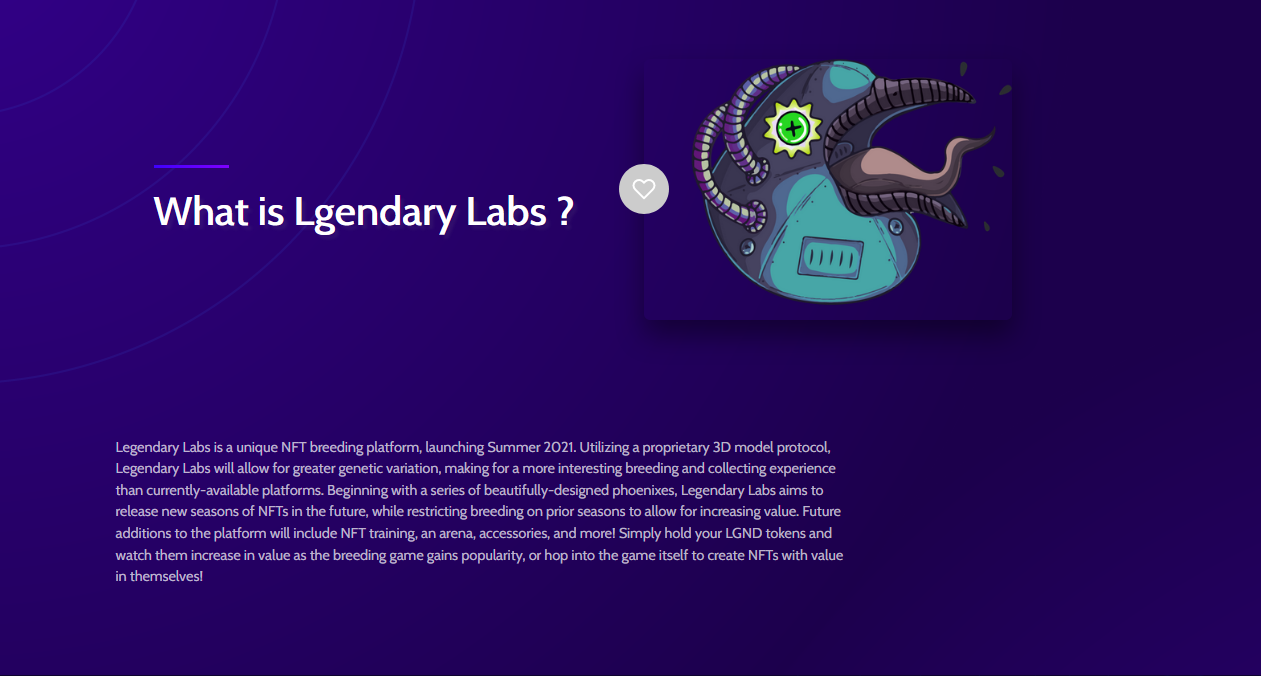 What is Lgendary Labs ?
Legendary Labs is a unique NFT breeding platform, launching Summer 2021. Utilizing a proprietary 3D model protocol,
Legendary Labs will allow for greater genetic variation, making for a more interesting breeding and collecting experience
than currently-available platforms. Beginning with a series of beautifully-designed phoenixes, Legendary Labs aims to
release new seasons of NFTs in the future, while restricting breeding on prior seasons to allow for increasing value. Future
additions to the platform will include NFT training, an arena, accessories, and more! Simply hold your LGND tokens and
watch them increase in value as the breeding game gains popularity, or hop into the game itself to create NFTs with value
in themselves!